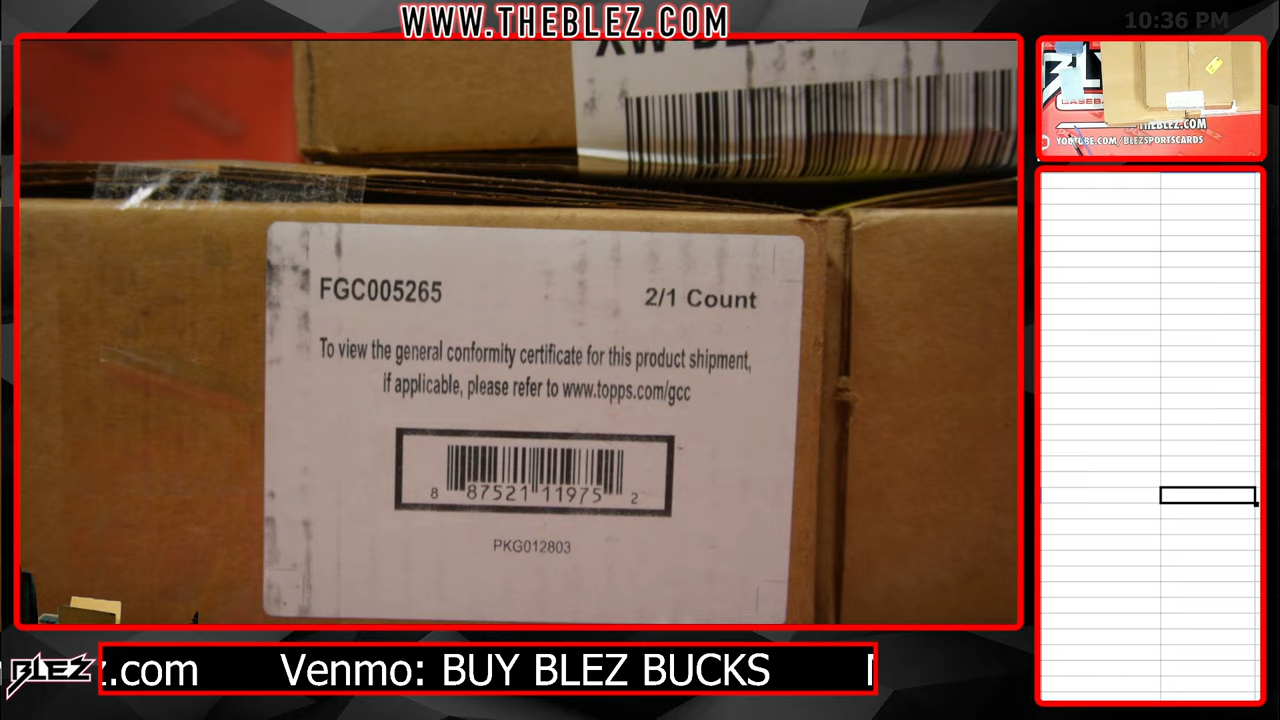 WWW.THEBLEZ.COM
10:36 PM
FGC005265
2/1 Count
To view the general conformity certificate for this product shipment,
if applicable, please refer to www.topps.com/gcc
8 87521 11975 2
PKG012803
THEBLEZ.COM
YOUTUBE.COM/BLEZSPORTSCARDS
BLEZ
.com Venmo: BUY BLEZ BUCKS